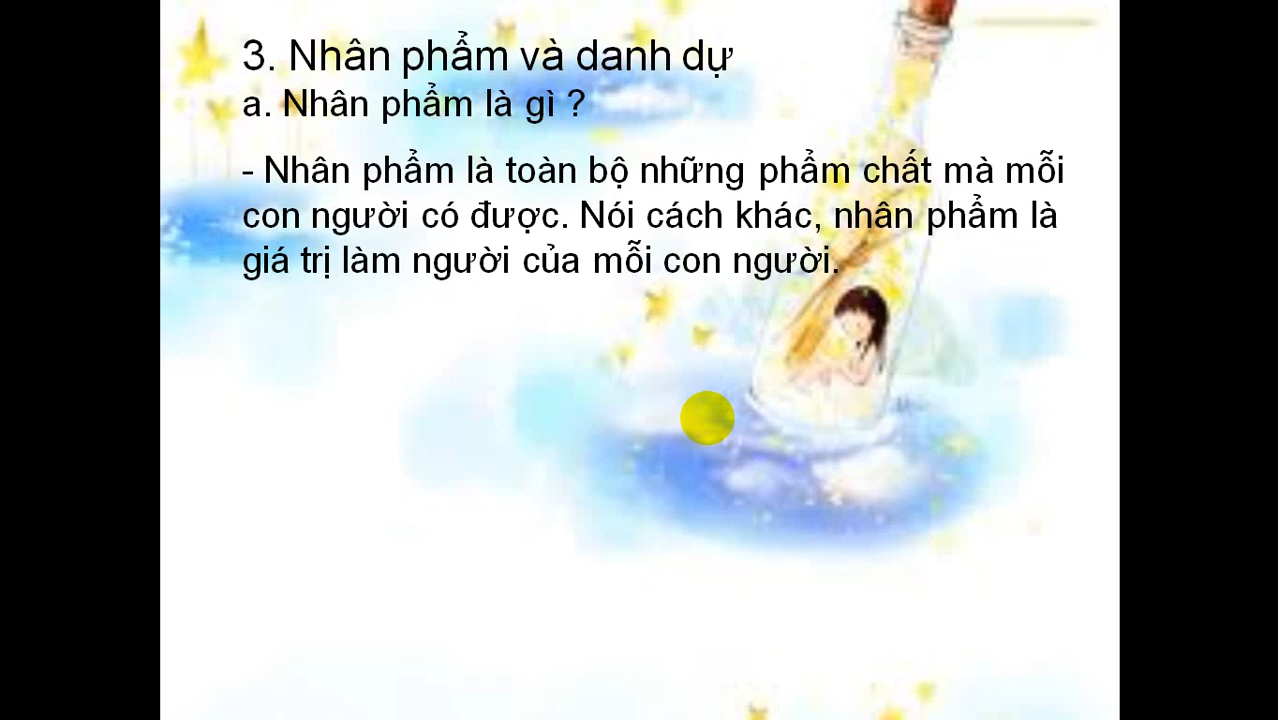 3. Nhân phẩm và danh dự
a. Nhân phẩm là gì ?
- Nhân phẩm là toàn bộ những phẩm chất mà mỗi
con người có được. Nói cách khác, nhân phẩm là
giá trị làm người của mỗi con người.